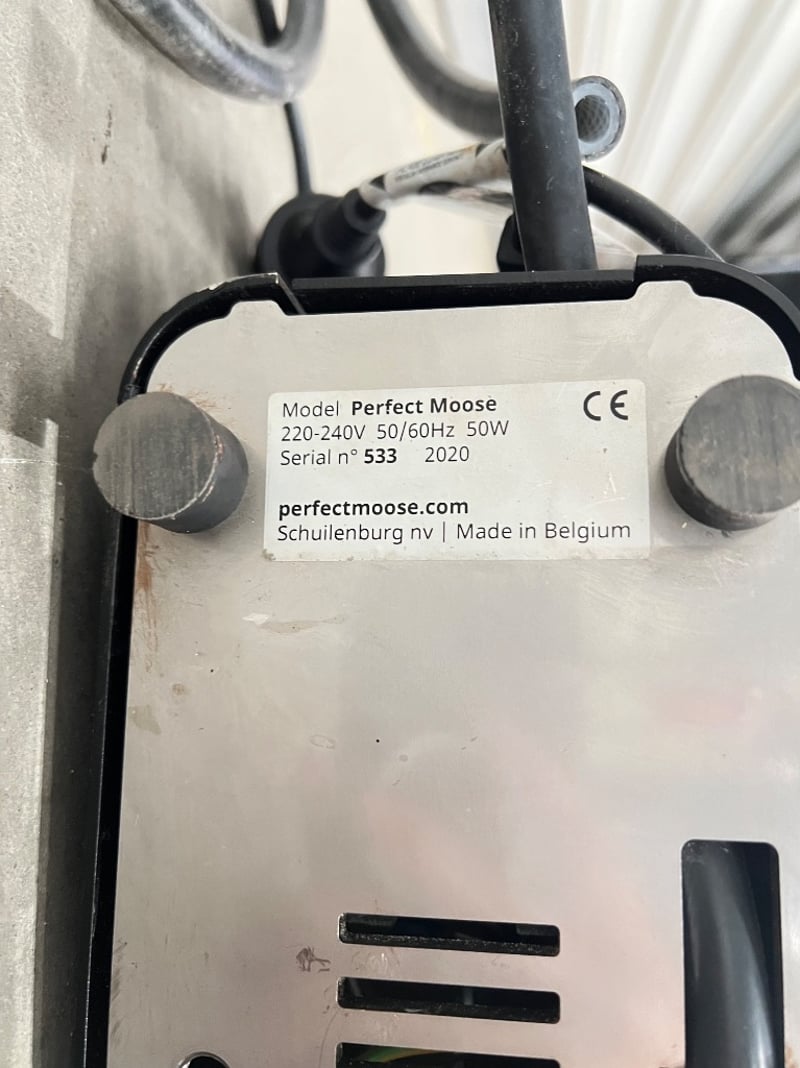 Model Perfect Moose CE
220-240V 50/60Hz 50W
Serial n° 533 2020
perfectmoose.com
Schuilenburg nv | Made in Belgium